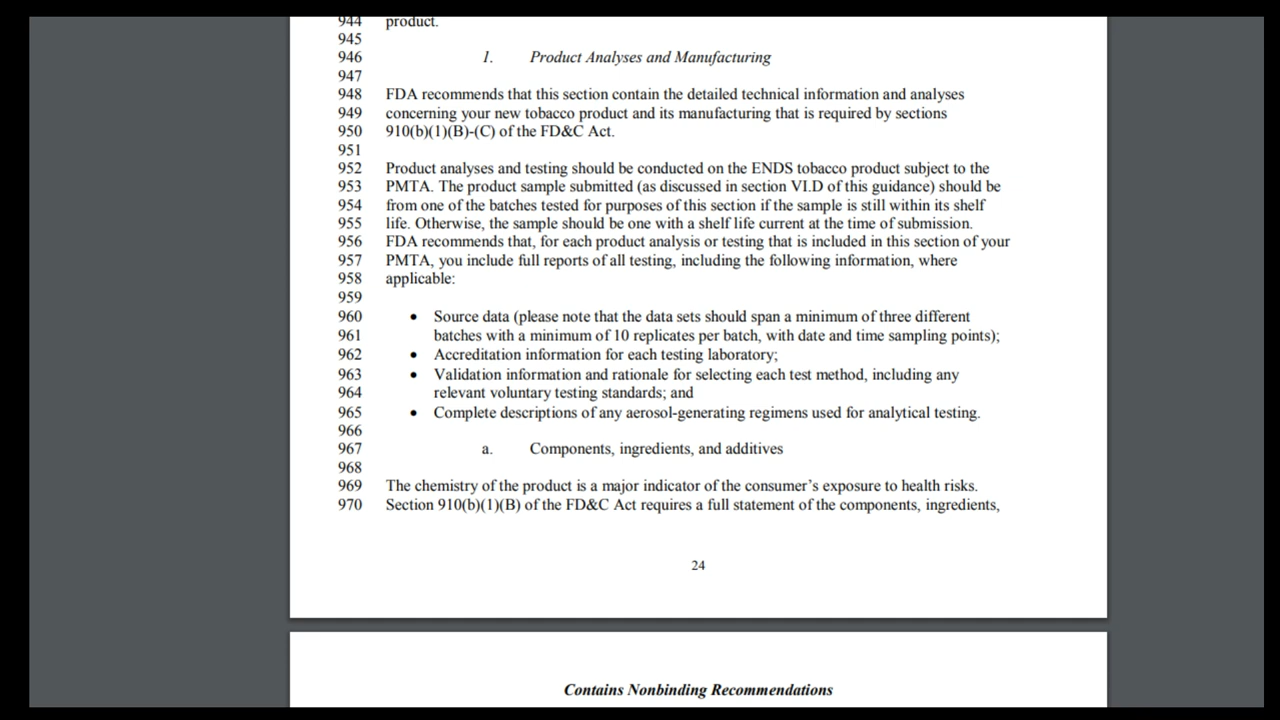 944 product.
945
946 1. Product Analyses and Manufacturing
947
948 FDA recommends that this section contain the detailed technical information and analyses
949 concerning your new tobacco product and its manufacturing that is required by sections
950 910(b)(1)(B)-(C) of the FD&C Act.
951
952 Product analyses and testing should be conducted on the ENDS tobacco product subject to the
953 PMTA. The product sample submitted (as discussed in section VI.D of this guidance) should be
954 from one of the batches tested for purposes of this section if the sample is still within its shelf
955 life. Otherwise, the sample should be one with a shelf life current at the time of submission.
956 FDA recommends that, for each product analysis or testing that is included in this section of your
957 PMTA, you include full reports of all testing, including the following information, where
958 applicable:
959
960 • Source data (please note that the data sets should span a minimum of three different
961 batches with a minimum of 10 replicates per batch, with date and time sampling points);
962 • Accreditation information for each testing laboratory;
963 • Validation information and rationale for selecting each test method, including any
964 relevant voluntary testing standards; and
965 • Complete descriptions of any aerosol-generating regimens used for analytical testing.
966
967 a. Components, ingredients, and additives
968
969 The chemistry of the product is a major indicator of the consumer’s exposure to health risks.
970 Section 910(b)(1)(B) of the FD&C Act requires a full statement of the components, ingredients,
24
Contains Nonbinding Recommendations